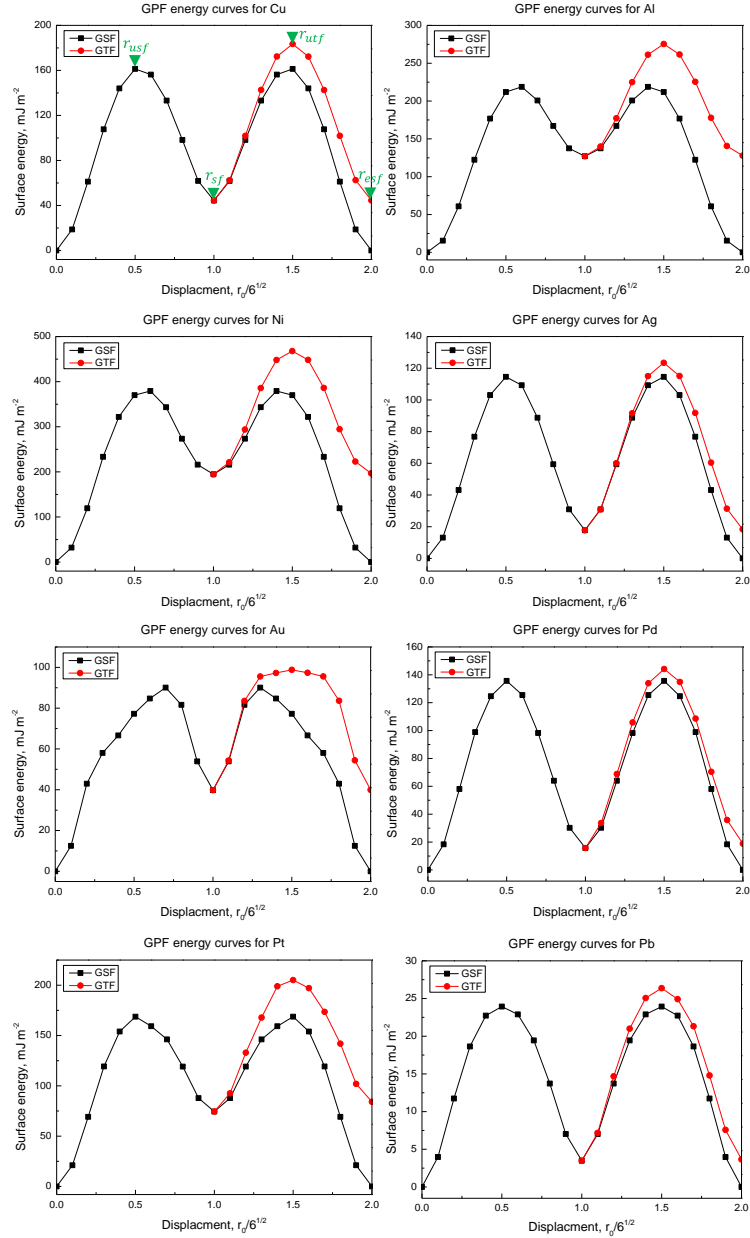 GPF energy curves for Cu
GSF
GTF
r_usf
r_utf
r_sf
r_esf
Surface energy, mJ m⁻²
200
160
120
80
40
0
0.0 0.5 1.0 1.5 2.0
Displacment, r₀/6^1/2
GPF energy curves for Al
GSF
GTF
Surface energy, mJ m⁻²
300
250
200
150
100
50
0
0.0 0.5 1.0 1.5 2.0
Displacment, r₀/6^1/2
GPF energy curves for Ni
GSF
GTF
Surface energy, mJ m⁻²
500
400
300
200
100
0
0.0 0.5 1.0 1.5 2.0
Displacment, r₀/6^1/2
GPF energy curves for Ag
GSF
GTF
Surface energy, mJ m⁻²
140
120
100
80
60
40
20
0
0.0 0.5 1.0 1.5 2.0
Displacment, r₀/6^1/2
GPF energy curves for Au
GSF
GTF
Surface energy, mJ m⁻²
100
80
60
40
20
0
0.0 0.5 1.0 1.5 2.0
Displacment, r₀/6^1/2
GPF energy curves for Pd
GSF
GTF
Surface energy, mJ m⁻²
160
140
120
100
80
60
40
20
0
0.0 0.5 1.0 1.5 2.0
Displacment, r₀/6^1/2
GPF energy curves for Pt
GSF
GTF
Surface energy, mJ m⁻²
200
150
100
50
0
0.0 0.5 1.0 1.5 2.0
Displacment, r₀/6^1/2
GPF energy curves for Pb
GSF
GTF
Surface energy, mJ m⁻²
30
25
20
15
10
5
0
0.0 0.5 1.0 1.5 2.0
Displacment, r₀/6^1/2